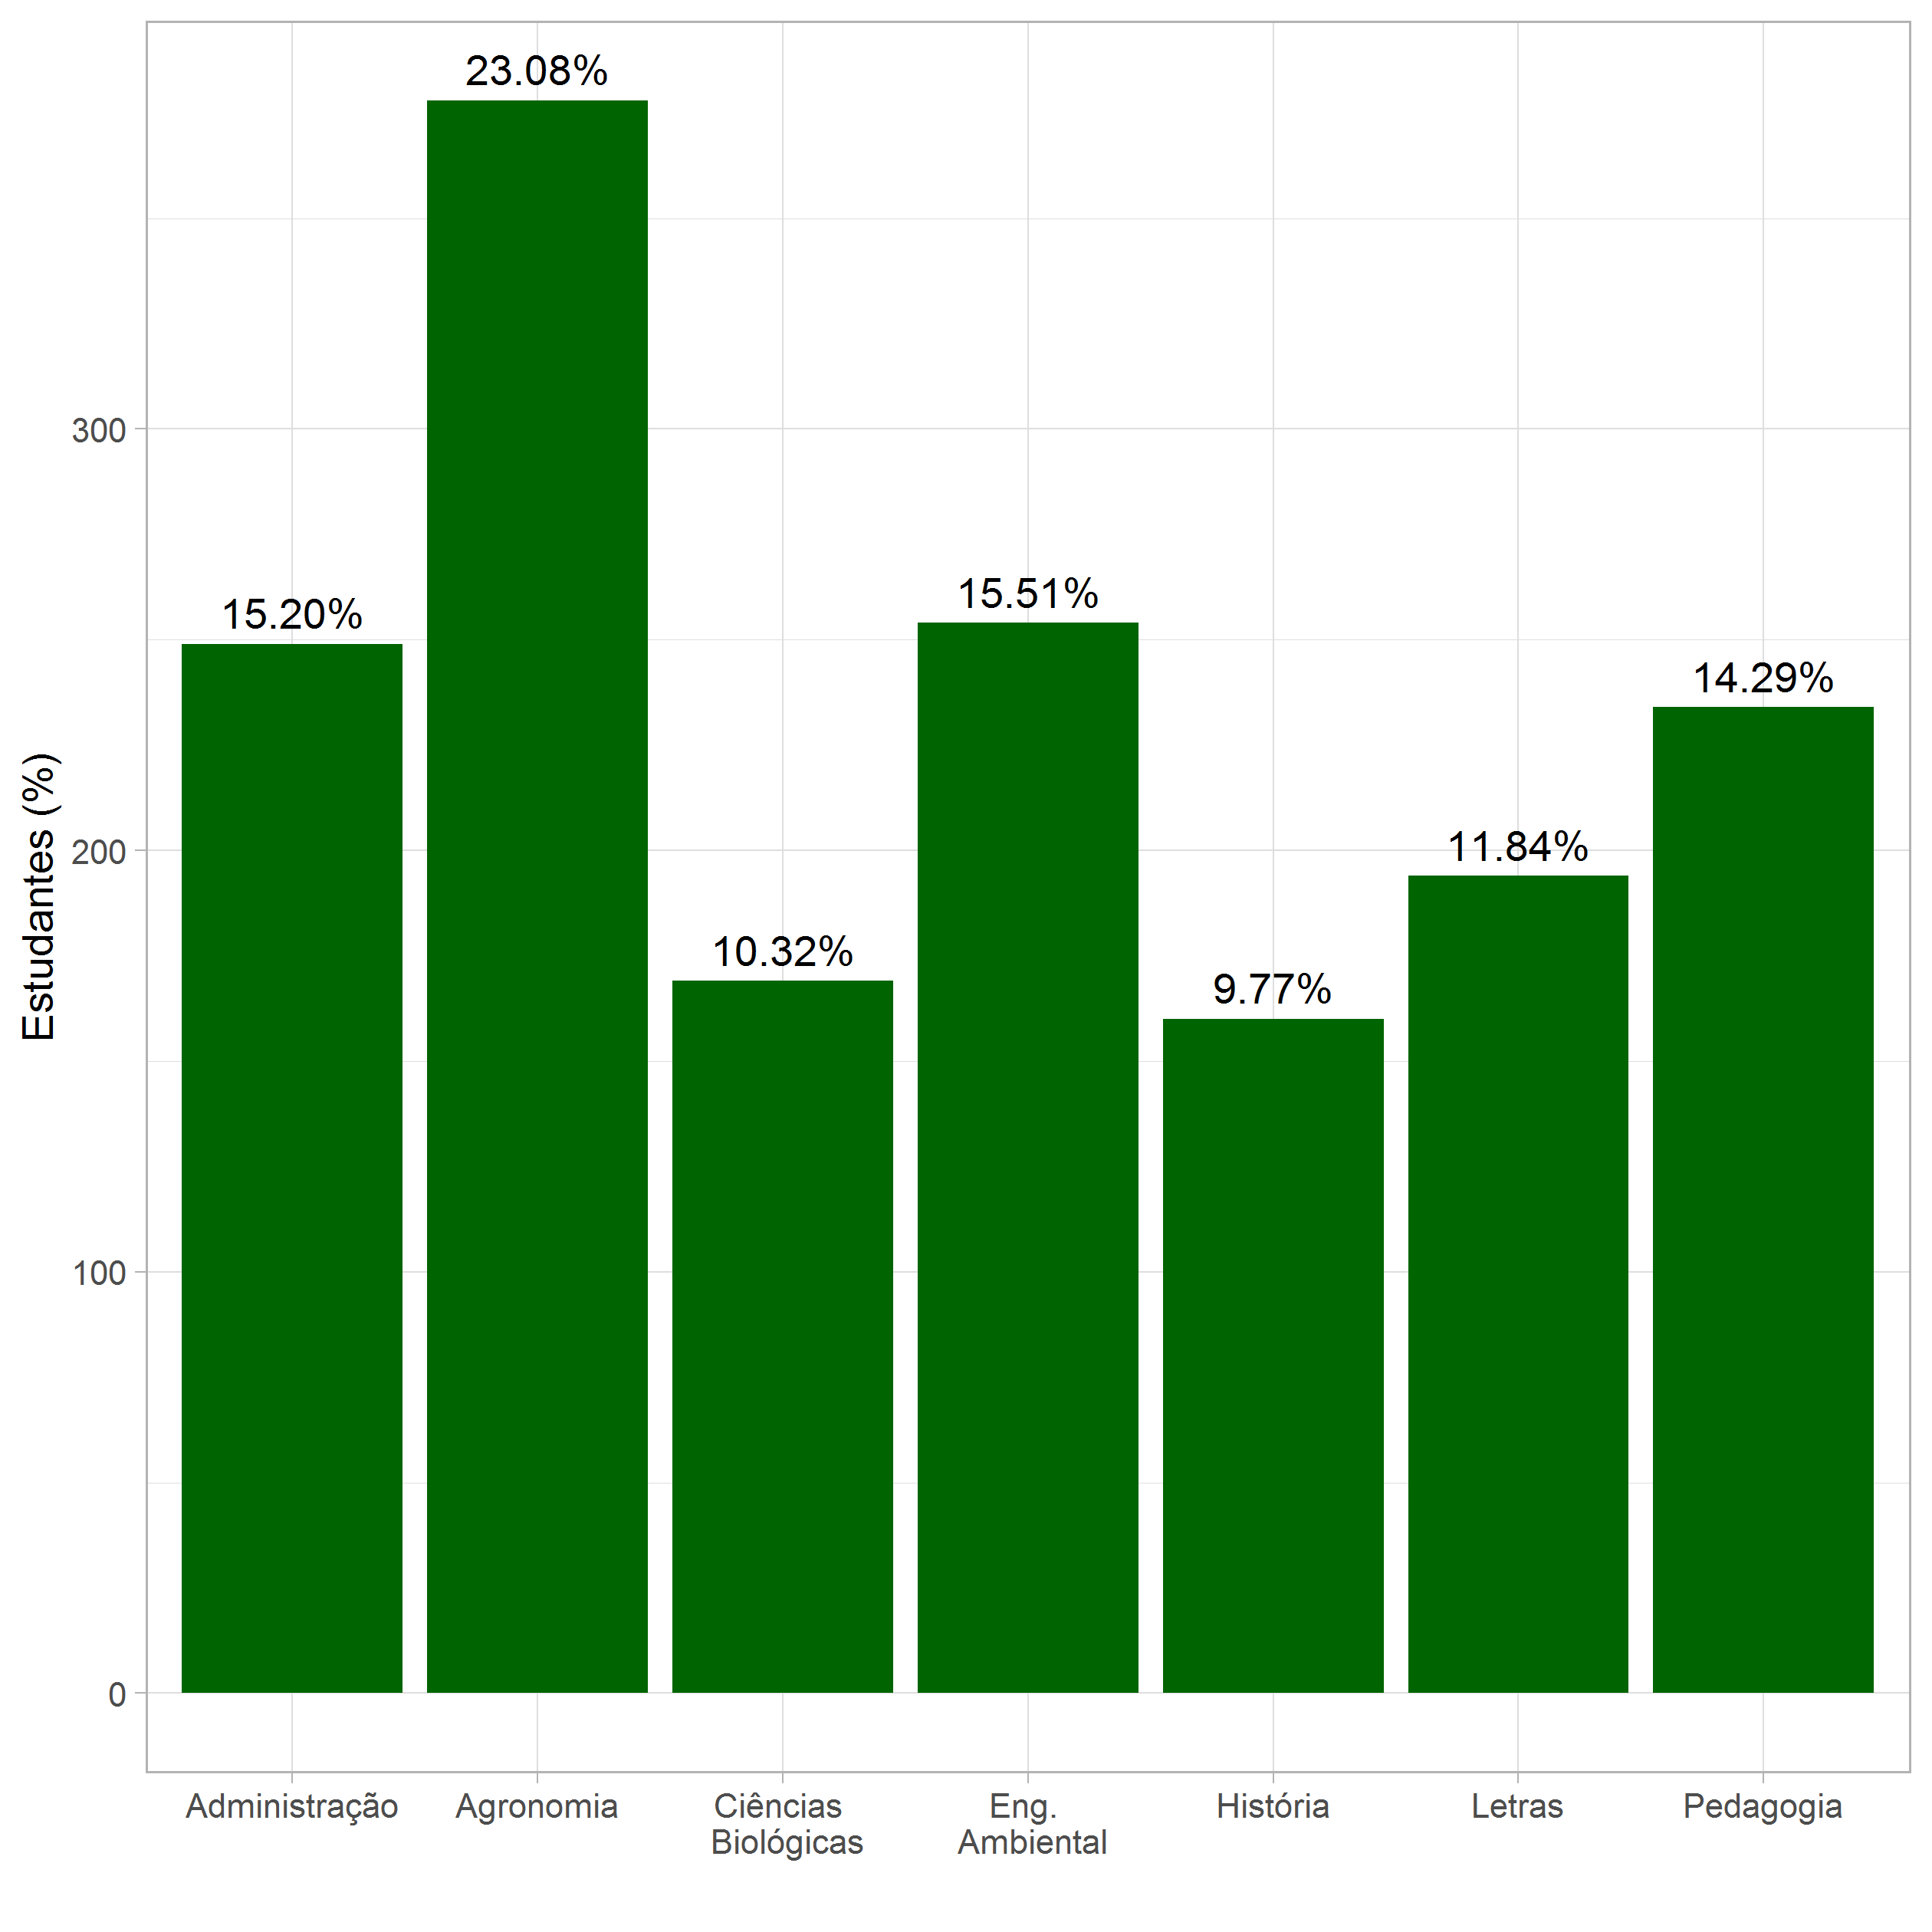 Estudantes (%)
300
200
100
0
15.20%
23.08%
10.32%
15.51%
9.77%
11.84%
14.29%
Administração
Agronomia
Ciências
Biológicas
Eng.
Ambiental
História
Letras
Pedagogia